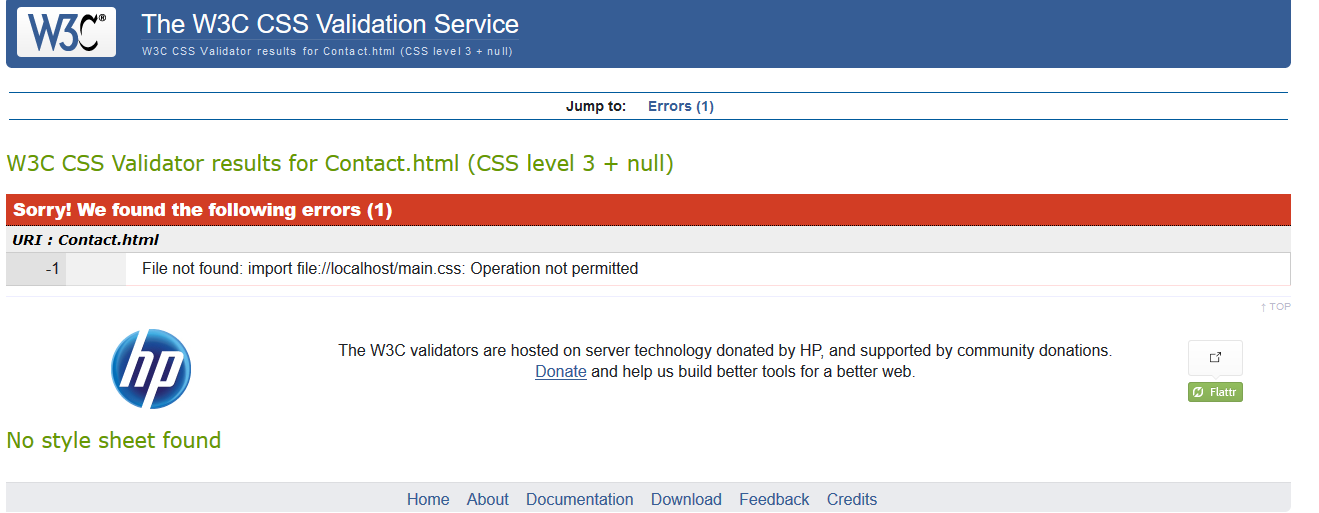 W3C®
The W3C CSS Validation Service
W3C CSS Validator results for Contact.html (CSS level 3 + null)
Jump to: Errors (1)
W3C CSS Validator results for Contact.html (CSS level 3 + null)
Sorry! We found the following errors (1)
URI : Contact.html
-1 File not found: import file://localhost/main.css: Operation not permitted
↑ TOP
hp
The W3C validators are hosted on server technology donated by HP, and supported by community donations.
Donate and help us build better tools for a better web.
Flattr
No style sheet found
Home About Documentation Download Feedback Credits